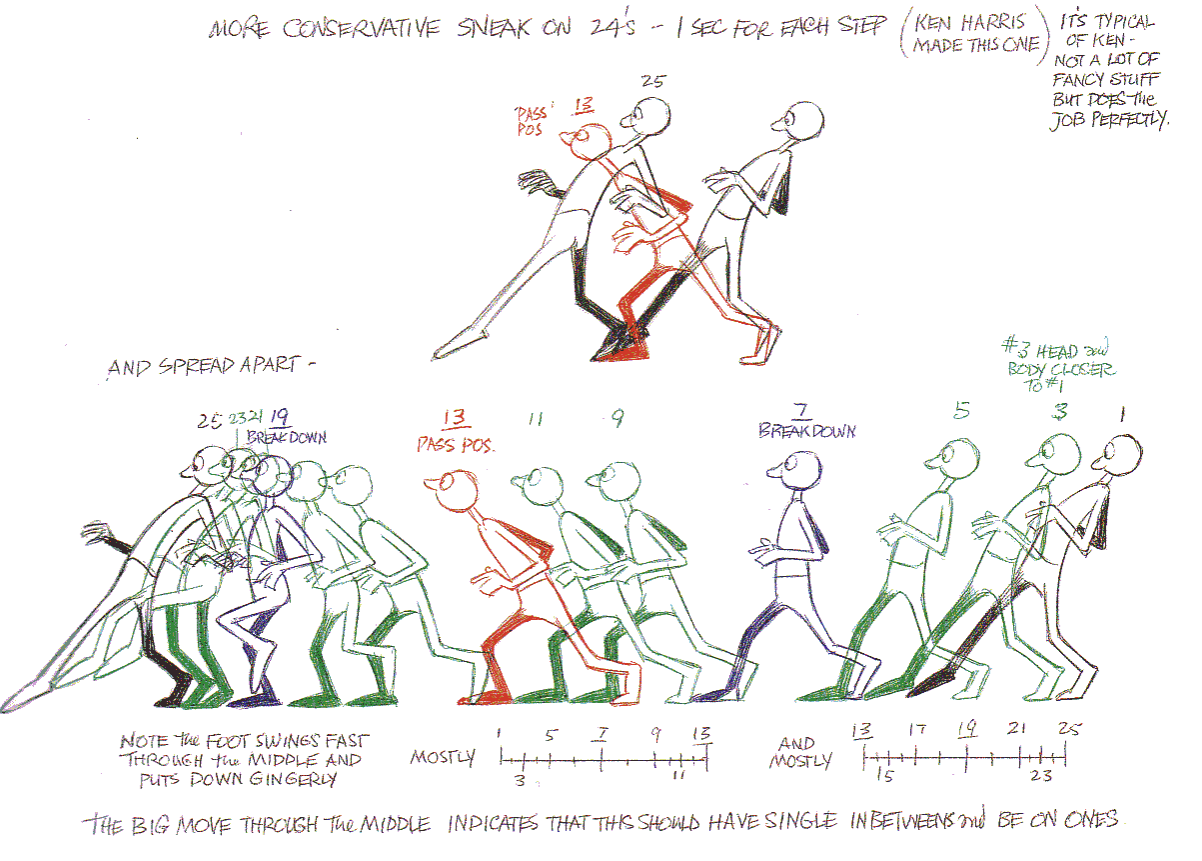 MORE CONSERVATIVE SNEAK ON 24's - 1 SEC FOR EACH STEP (KEN HARRIS MADE THIS ONE)
IT'S TYPICAL
OF KEN -
NOT A LOT OF
FANCY STUFF
BUT DOES the
JOB PERFECTLY.
'PASS' 13 25
POS
AND SPREAD APART -
#3 HEAD and
BODY CLOSER
TO #1
25 23 21 19
BREAKDOWN
13
PASS POS.
11
9
7
BREAKDOWN
5
3
1
NOTE the FOOT SWINGS FAST
THROUGH the MIDDLE AND
PUTS DOWN GINGERLY
MOSTLY
1 5 7 9 13
3 11
AND
MOSTLY
13 17 19 21 25
15 23
THE BIG MOVE THROUGH the MIDDLE INDICATES THAT THIS SHOULD HAVE SINGLE INBETWEENS and BE ON ONES